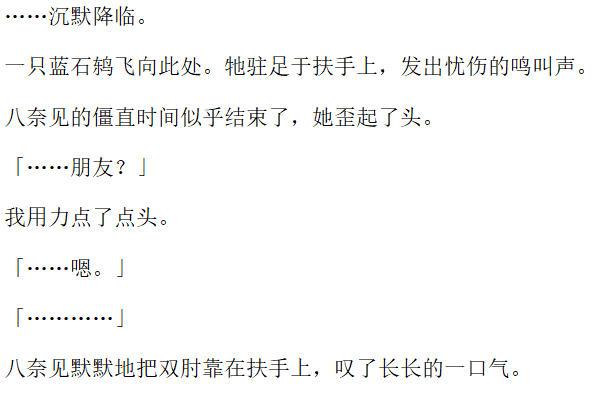 ……沉默降临。
一只蓝石鸫飞向此处。牠驻足于扶手上，发出忧伤的鸣叫声。
八奈见的僵直时间似乎结束了，她歪起了头。
「……朋友？」
我用力点了点头。
「……嗯。」
「…………」
八奈见默默地把双肘靠在扶手上，叹了长长的一口气。